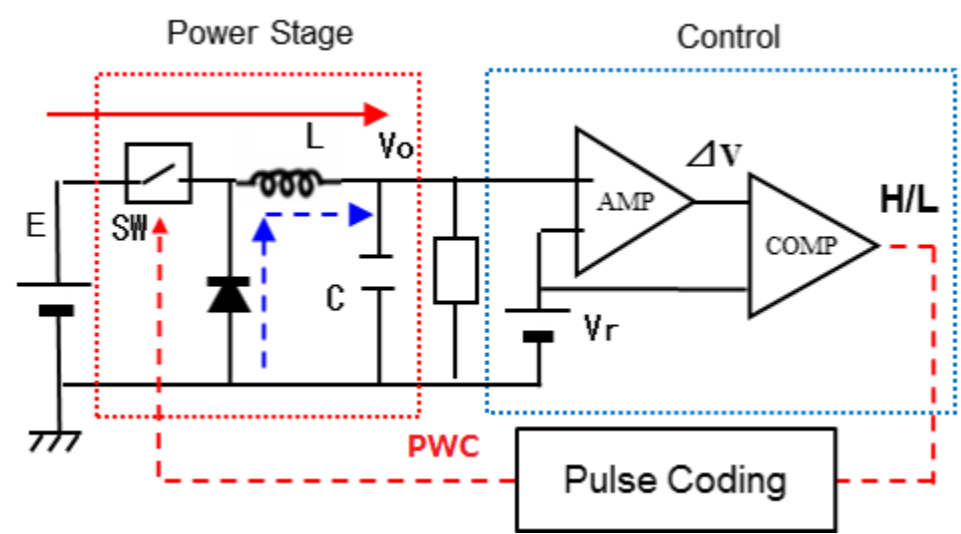 Power Stage
Control
L
Vo
ΔV
H/L
E
SW
AMP
COMP
C
Vr
PWC
Pulse Coding